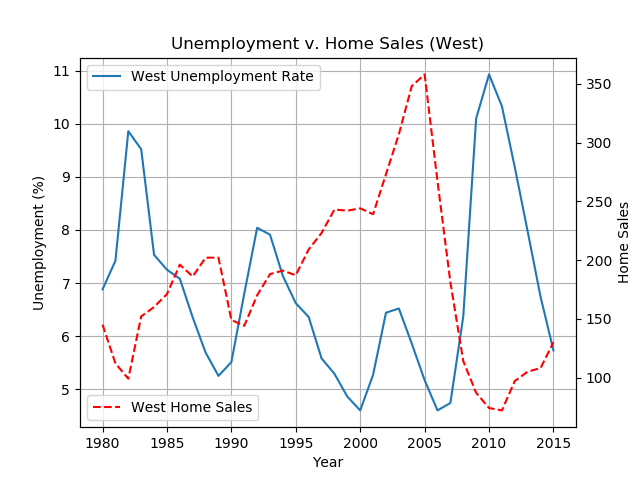 Unemployment v. Home Sales (West)
West Unemployment Rate
West Home Sales
Unemployment (%)
11
10
9
8
7
6
5
350
300
250
200
150
100
Home Sales
1980 1985 1990 1995 2000 2005 2010 2015
Year